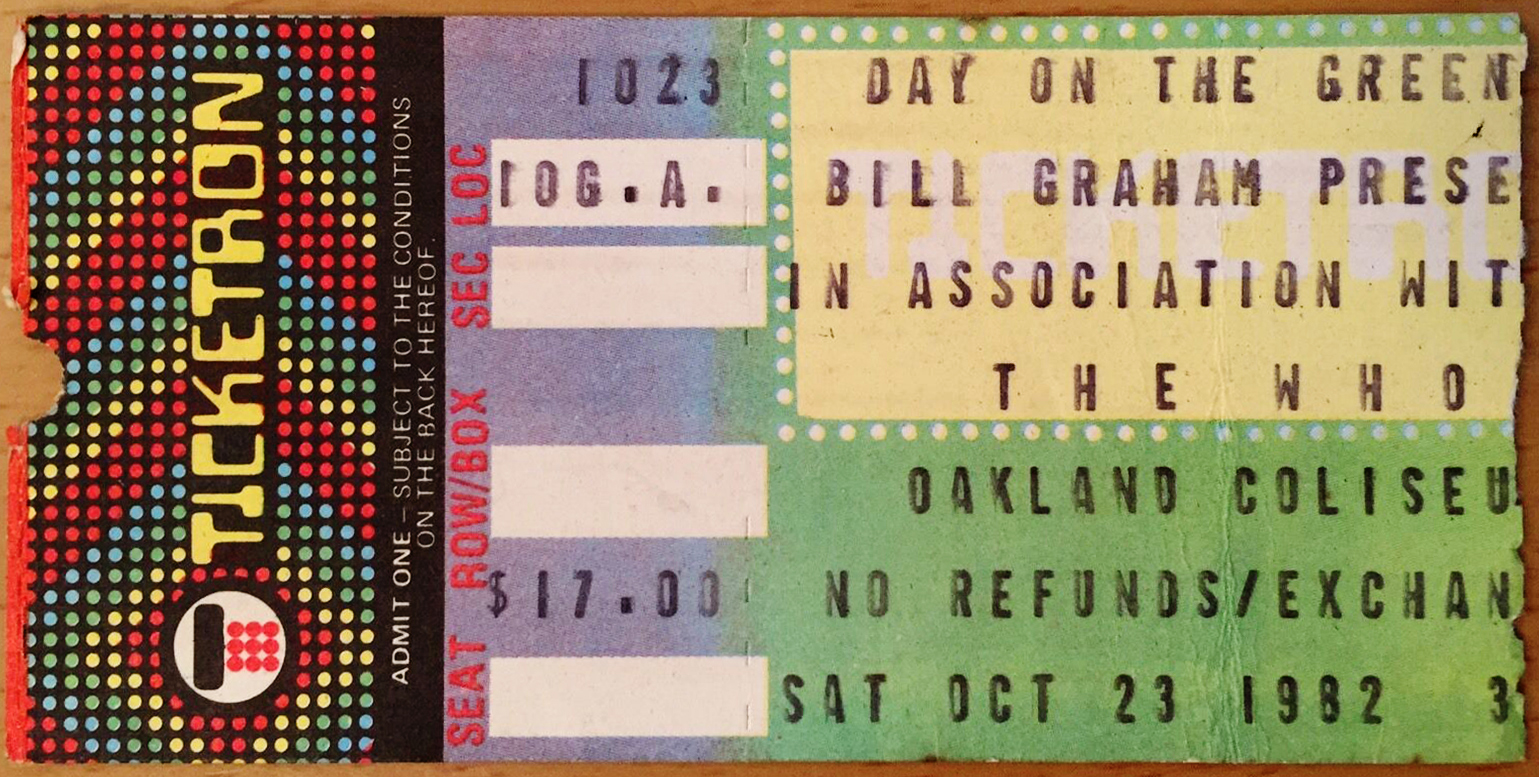 TICKETRON
ADMIT ONE – SUBJECT TO THE CONDITIONS
ON THE BACK HEREOF.
SEC LOC
ROW/BOX
SEAT
1023
IOG.A.
$17.00
DAY ON THE GREEN
BILL GRAHAM PRESE
TICKETRO
IN ASSOCIATION WIT
THE WHO
OAKLAND COLISEU
NO REFUNDS/EXCHAN
SAT OCT 23 1982 3